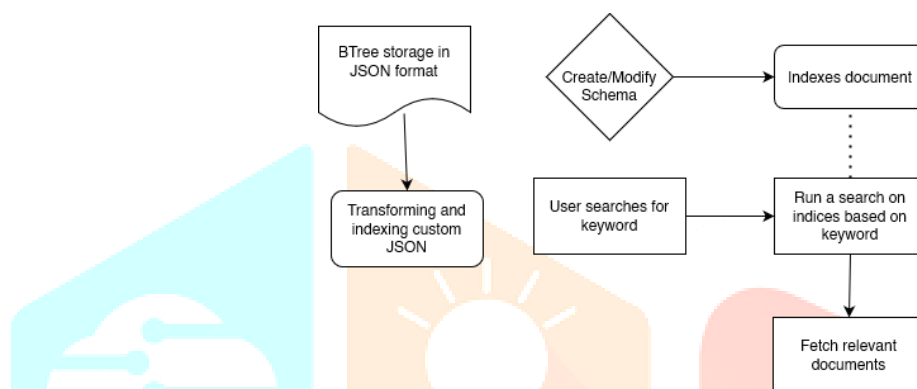 BTree storage in
JSON format
Create/Modify
Schema
Indexes document
Transforming and
indexing custom
JSON
User searches for
keyword
Run a search on
indices based on
keyword
Fetch relevant
documents